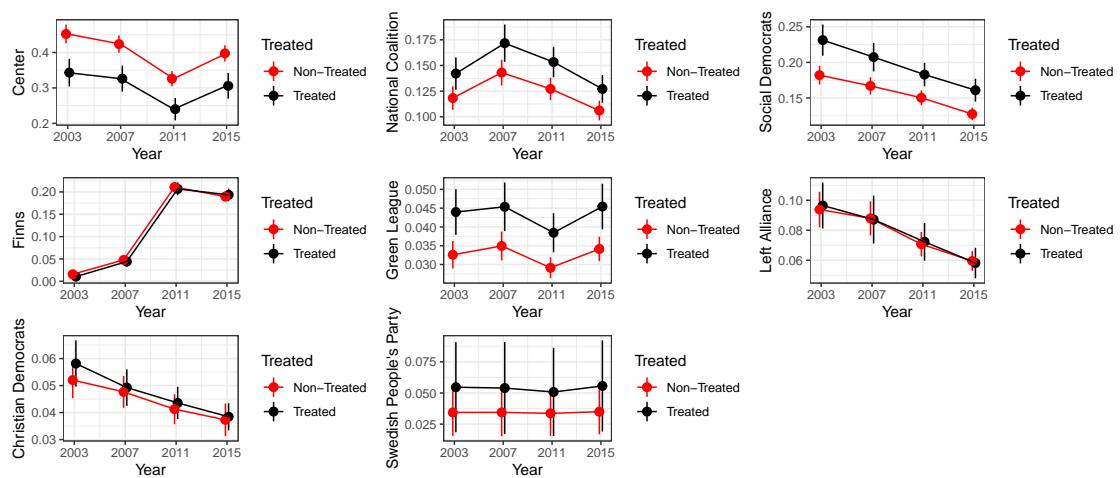 Center
0.4
0.3
0.2
2003 2007 2011 2015
Year
Treated
Non−Treated
Treated
National Coalition
0.175
0.150
0.125
0.100
2003 2007 2011 2015
Year
Treated
Non−Treated
Treated
Social Democrats
0.25
0.20
0.15
2003 2007 2011 2015
Year
Treated
Non−Treated
Treated
Finns
0.20
0.15
0.10
0.05
0.00
2003 2007 2011 2015
Year
Treated
Non−Treated
Treated
Green League
0.050
0.045
0.040
0.035
0.030
2003 2007 2011 2015
Year
Treated
Non−Treated
Treated
Left Alliance
0.10
0.08
0.06
2003 2007 2011 2015
Year
Treated
Non−Treated
Treated
Christian Democrats
0.06
0.05
0.04
0.03
2003 2007 2011 2015
Year
Treated
Non−Treated
Treated
Swedish People's Party
0.075
0.050
0.025
2003 2007 2011 2015
Year
Treated
Non−Treated
Treated